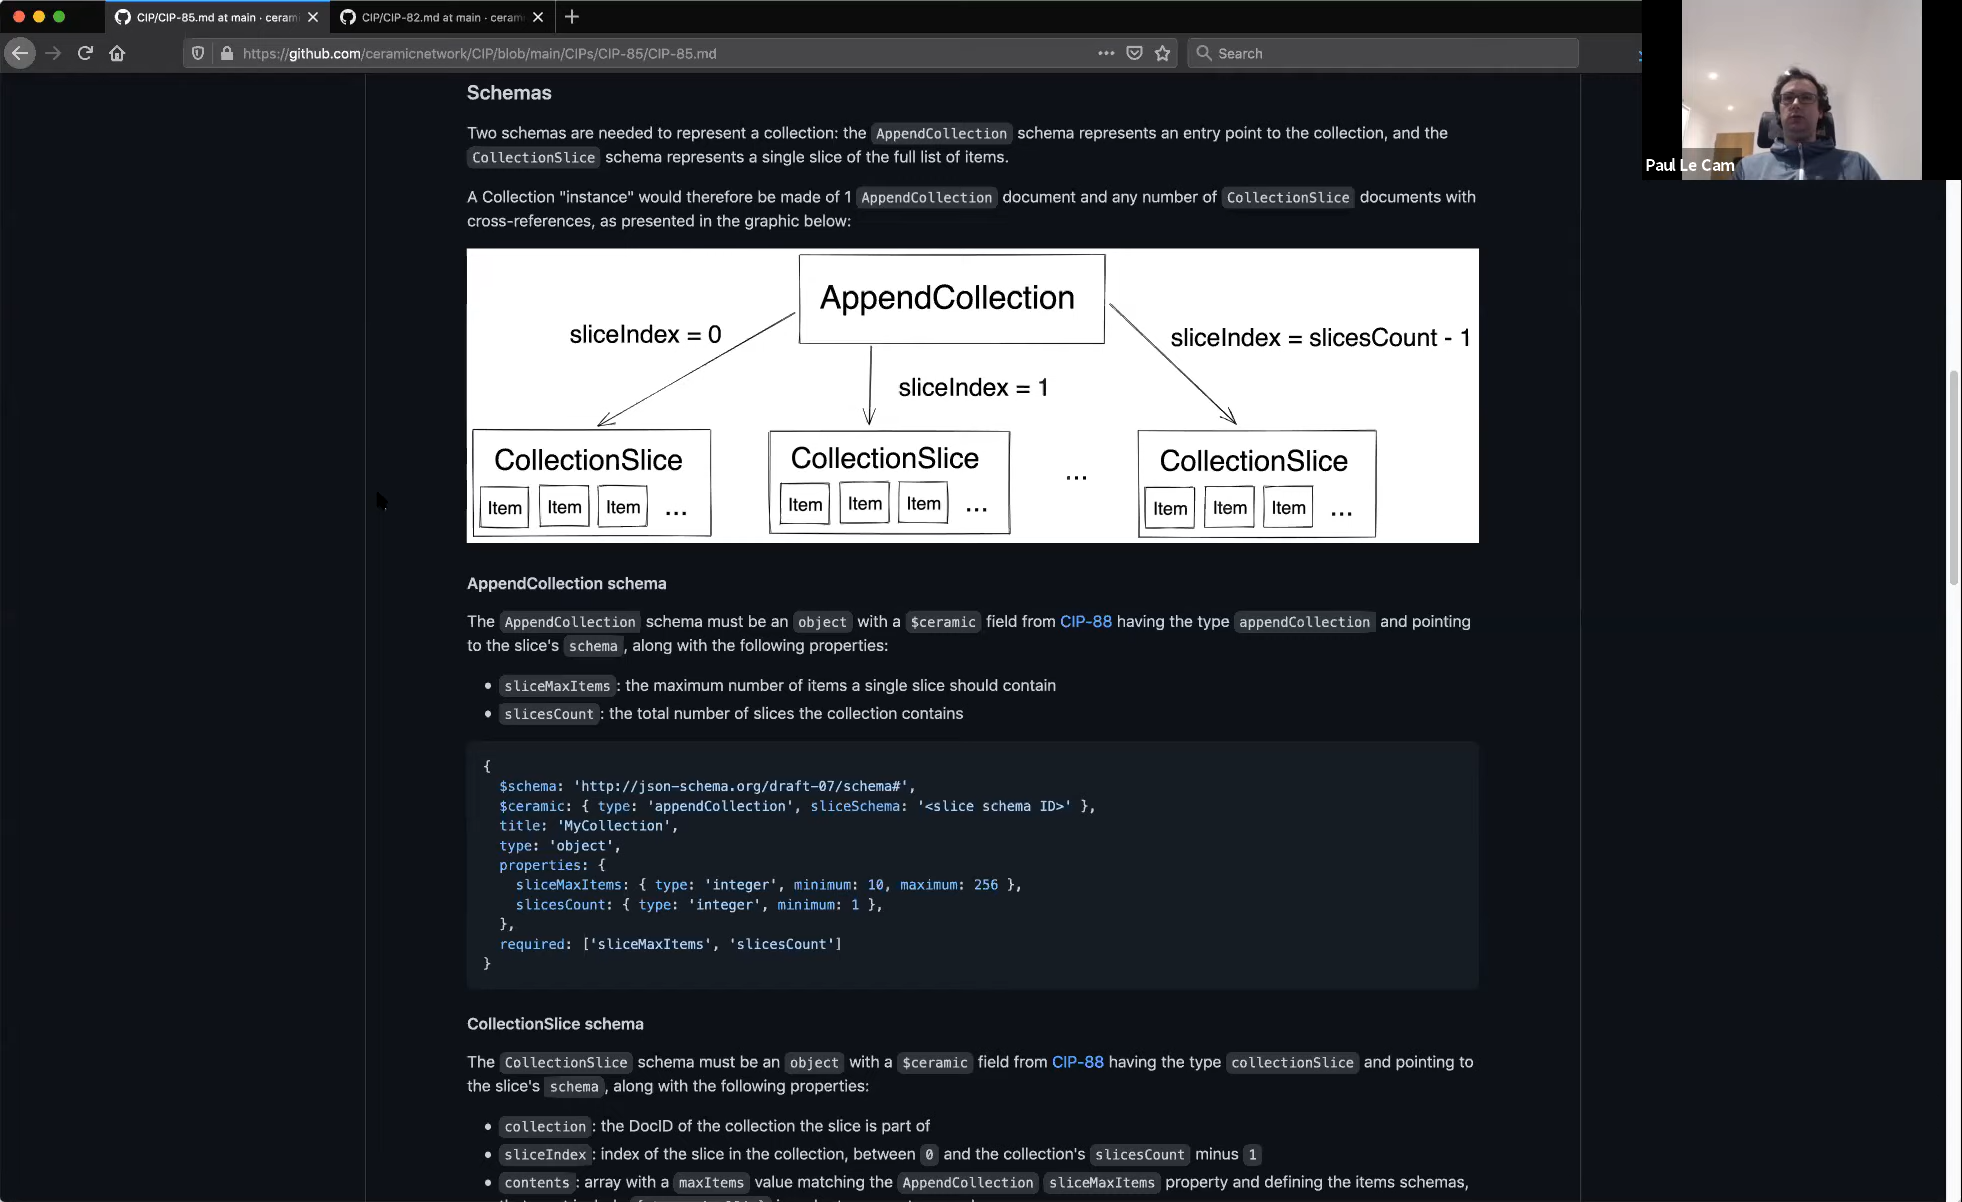 CIP/CIP-85.md at main · ceram
CIP/CIP-82.md at main · ceram
https://github.com/ceramicnetwork/CIP/blob/main/CIPs/CIP-85/CIP-85.md
Search
Paul Le Cam
Schemas
Two schemas are needed to represent a collection: the AppendCollection schema represents an entry point to the collection, and the
CollectionSlice schema represents a single slice of the full list of items.
A Collection "instance" would therefore be made of 1 AppendCollection document and any number of CollectionSlice documents with
cross-references, as presented in the graphic below:
AppendCollection
sliceIndex = 0
sliceIndex = slicesCount - 1
sliceIndex = 1
CollectionSlice
CollectionSlice
...
CollectionSlice
Item Item Item ...
Item Item Item ...
Item Item Item ...
AppendCollection schema
The AppendCollection schema must be an object with a $ceramic field from CIP-88 having the type appendCollection and pointing
to the slice's schema, along with the following properties:
• sliceMaxItems: the maximum number of items a single slice should contain
• slicesCount: the total number of slices the collection contains
{
$schema: 'http://json-schema.org/draft-07/schema#',
$ceramic: { type: 'appendCollection', sliceSchema: '<slice schema ID>' },
title: 'MyCollection',
type: 'object',
properties: {
sliceMaxItems: { type: 'integer', minimum: 10, maximum: 256 },
slicesCount: { type: 'integer', minimum: 1 },
},
required: ['sliceMaxItems', 'slicesCount']
}
CollectionSlice schema
The CollectionSlice schema must be an object with a $ceramic field from CIP-88 having the type collectionSlice and pointing to
the slice's schema, along with the following properties:
• collection: the DocID of the collection the slice is part of
• sliceIndex: index of the slice in the collection, between 0 and the collection's slicesCount minus 1
• contents: array with a maxItems value matching the AppendCollection sliceMaxItems property and defining the items schemas,